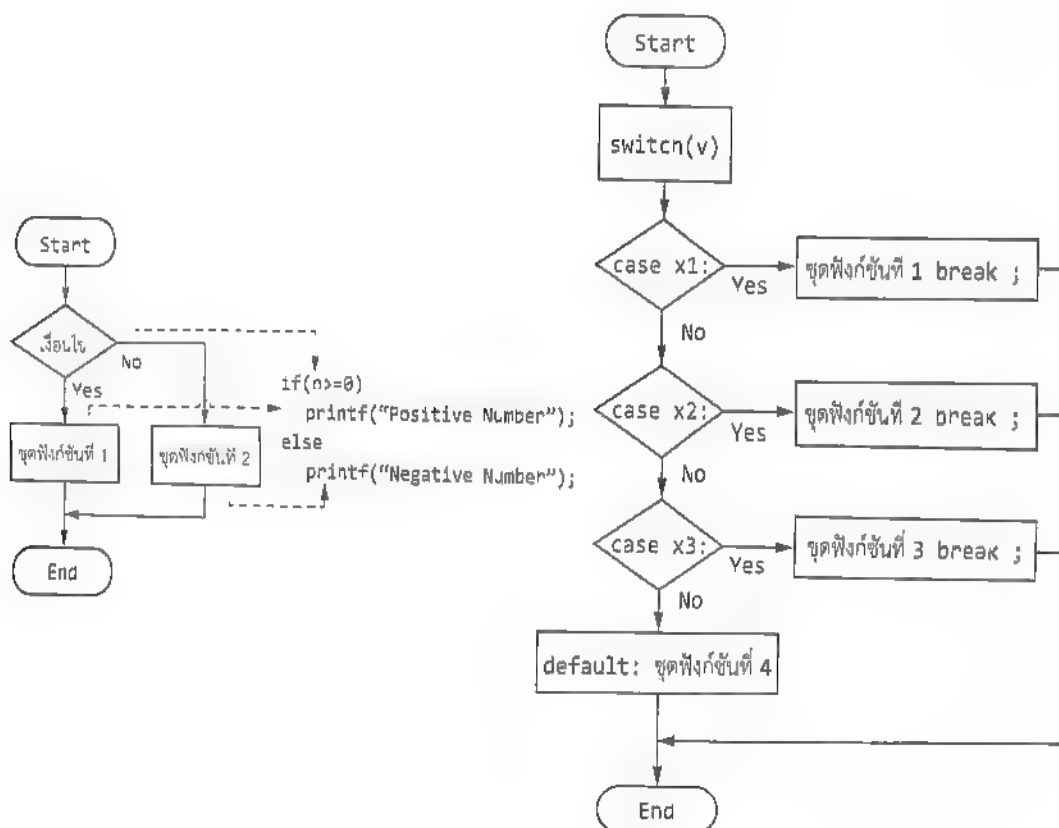 Start
เงื่อนไข
No
Yes
ชุดฟังก์ชันที่ 1
ชุดฟังก์ชันที่ 2
End
if(n>=0)
printf("Positive Number");
else
printf("Negative Number");
Start
switch(v)
case x1:
Yes
ชุดฟังก์ชันที่ 1 break ;
No
case x2:
Yes
ชุดฟังก์ชันที่ 2 break ;
No
case x3:
Yes
ชุดฟังก์ชันที่ 3 break ;
No
default: ชุดฟังก์ชันที่ 4
End